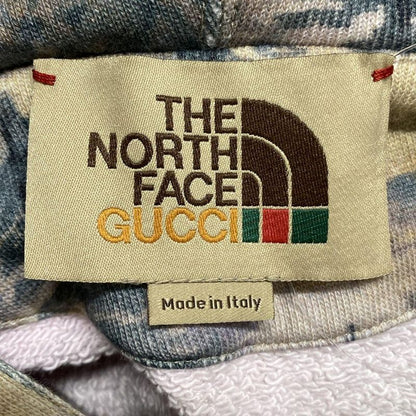 THE
NORTH
FACE
GUCCI
Made in Italy